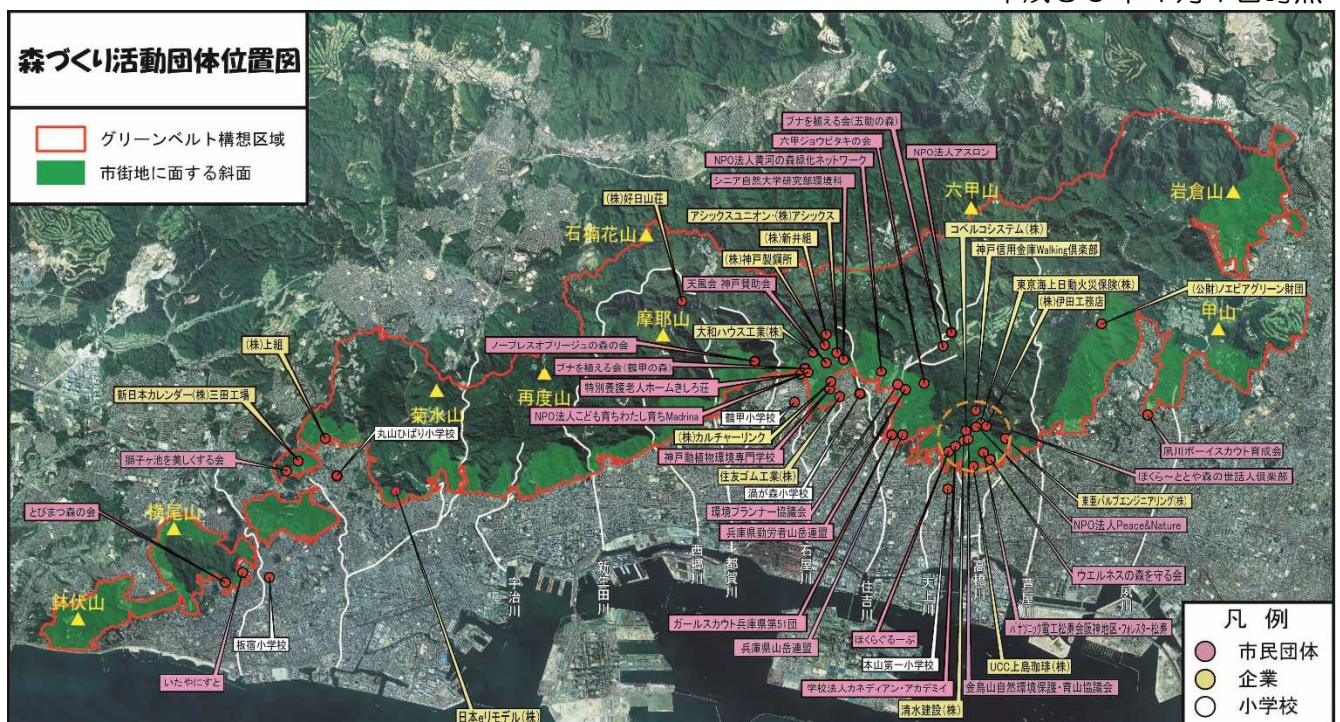 森づくり活動団体位置図
グリーンベルト構想区域
市街地に面する斜面
ブナを植える会(五助の森)
六甲ジョウビタキの会
NPO法人アスロン
NPO法人黄河の森緑化ネットワーク
シニア自然大学研究部環境科
六甲山
岩倉山
(株)好日山荘
アシックスユニオン・(株)アシックス
コベルコシステム(株)
石楠花山
(株)新井組
神戸信用金庫Walking倶楽部
(株)神戸製鋼所
東京海上日動火災保険(株)
天風会 神戸賛助会
(株)伊田工務店
(公財)ノエビアグリーン財団
摩耶山
大和ハウス工業(株)
甲山
(株)上組
ノーブレスオブリージュの森の会
ブナを植える会(鶴甲の森)
新日本カレンダー(株)三田工場
菊水山
再度山
特別養護老人ホームきしろ荘
NPO法人こども育ちわたし育ちMadrina
鶴甲小学校
丸山ひばり小学校
(株)カルチャーリンク
夙川ボーイスカウト育成会
獅子ヶ池を美しくする会
神戸動植物環境専門学校
ほくら～ととや森の世話人倶楽部
住友ゴム工業(株)
渦が森小学校
東亜バルブエンジニアリング(株)
とびまつ森の会
横尾山
環境プランナー協議会
NPO法人Peace&Nature
兵庫県勤労者山岳連盟
宇治川
新生田川
西郷川
都賀川
石屋川
住吉川
天上川
高橋川
芦屋川
夙川
ウエルネスの森を守る会
鉢伏山
ガールスカウト兵庫県第51団
パナソニック電工松寿会阪神地区・フォレスター松寿
板宿小学校
兵庫県山岳連盟
ほくらぐるーぷ
本山第一小学校
UCC上島珈琲(株)
いたやにすと
学校法人カネディアン・アカデミイ
金鳥山自然環境保護・育山協議会
日本eリモデル(株)
清水建設(株)
凡例
市民団体
企業
小学校